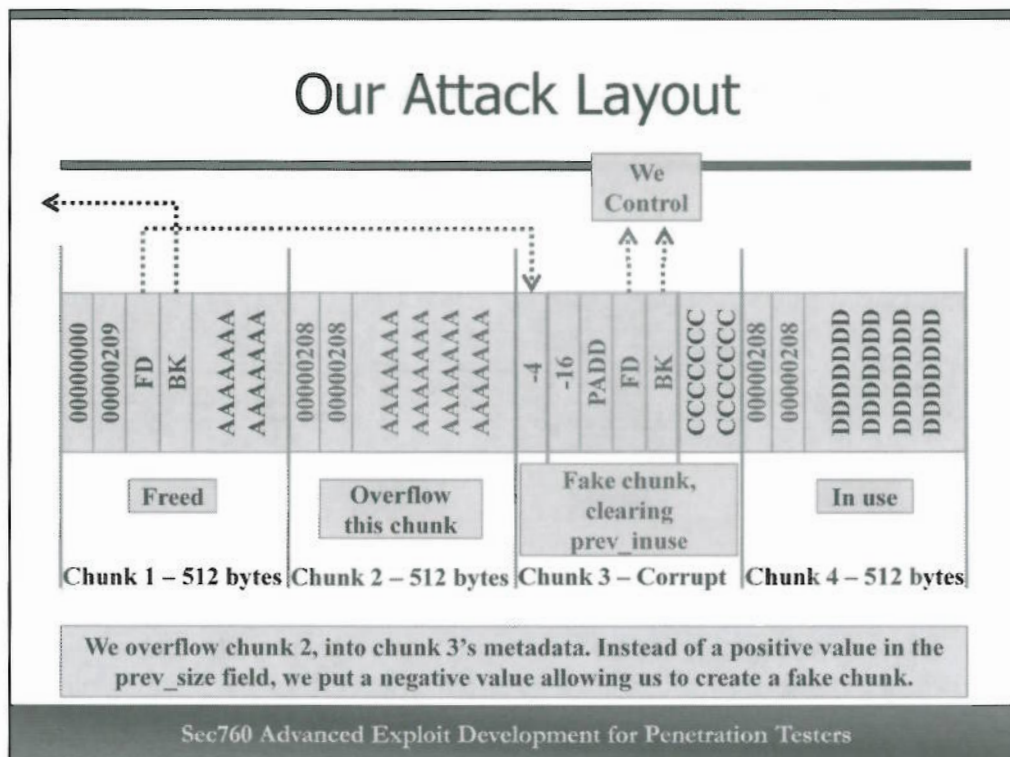 Our Attack Layout
We
Control
00000000
00000209
FD
BK
AAAAAAA
AAAAAAA
00000208
00000208
AAAAAAA
AAAAAAA
AAAAAAA
AAAAAAA
-4
-16
PADD
FD
BK
CCCCCCC
CCCCCCC
00000208
00000208
DDDDDDD
DDDDDDD
DDDDDDD
DDDDDDD
Freed
Overflow
this chunk
Fake chunk,
clearing
prev_inuse
In use
Chunk 1 – 512 bytes
Chunk 2 – 512 bytes
Chunk 3 – Corrupt
Chunk 4 – 512 bytes
We overflow chunk 2, into chunk 3's metadata. Instead of a positive value in the
prev_size field, we put a negative value allowing us to create a fake chunk.
Sec760 Advanced Exploit Development for Penetration Testers